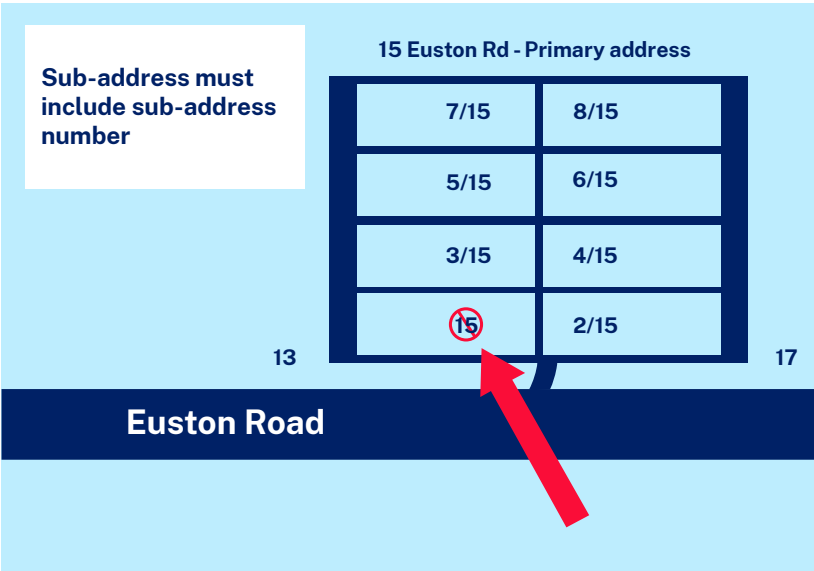 15 Euston Rd - Primary address
Sub-address must
include sub-address
number
7/15 8/15
5/15 6/15
3/15 4/15
15 2/15
13 17
Euston Road